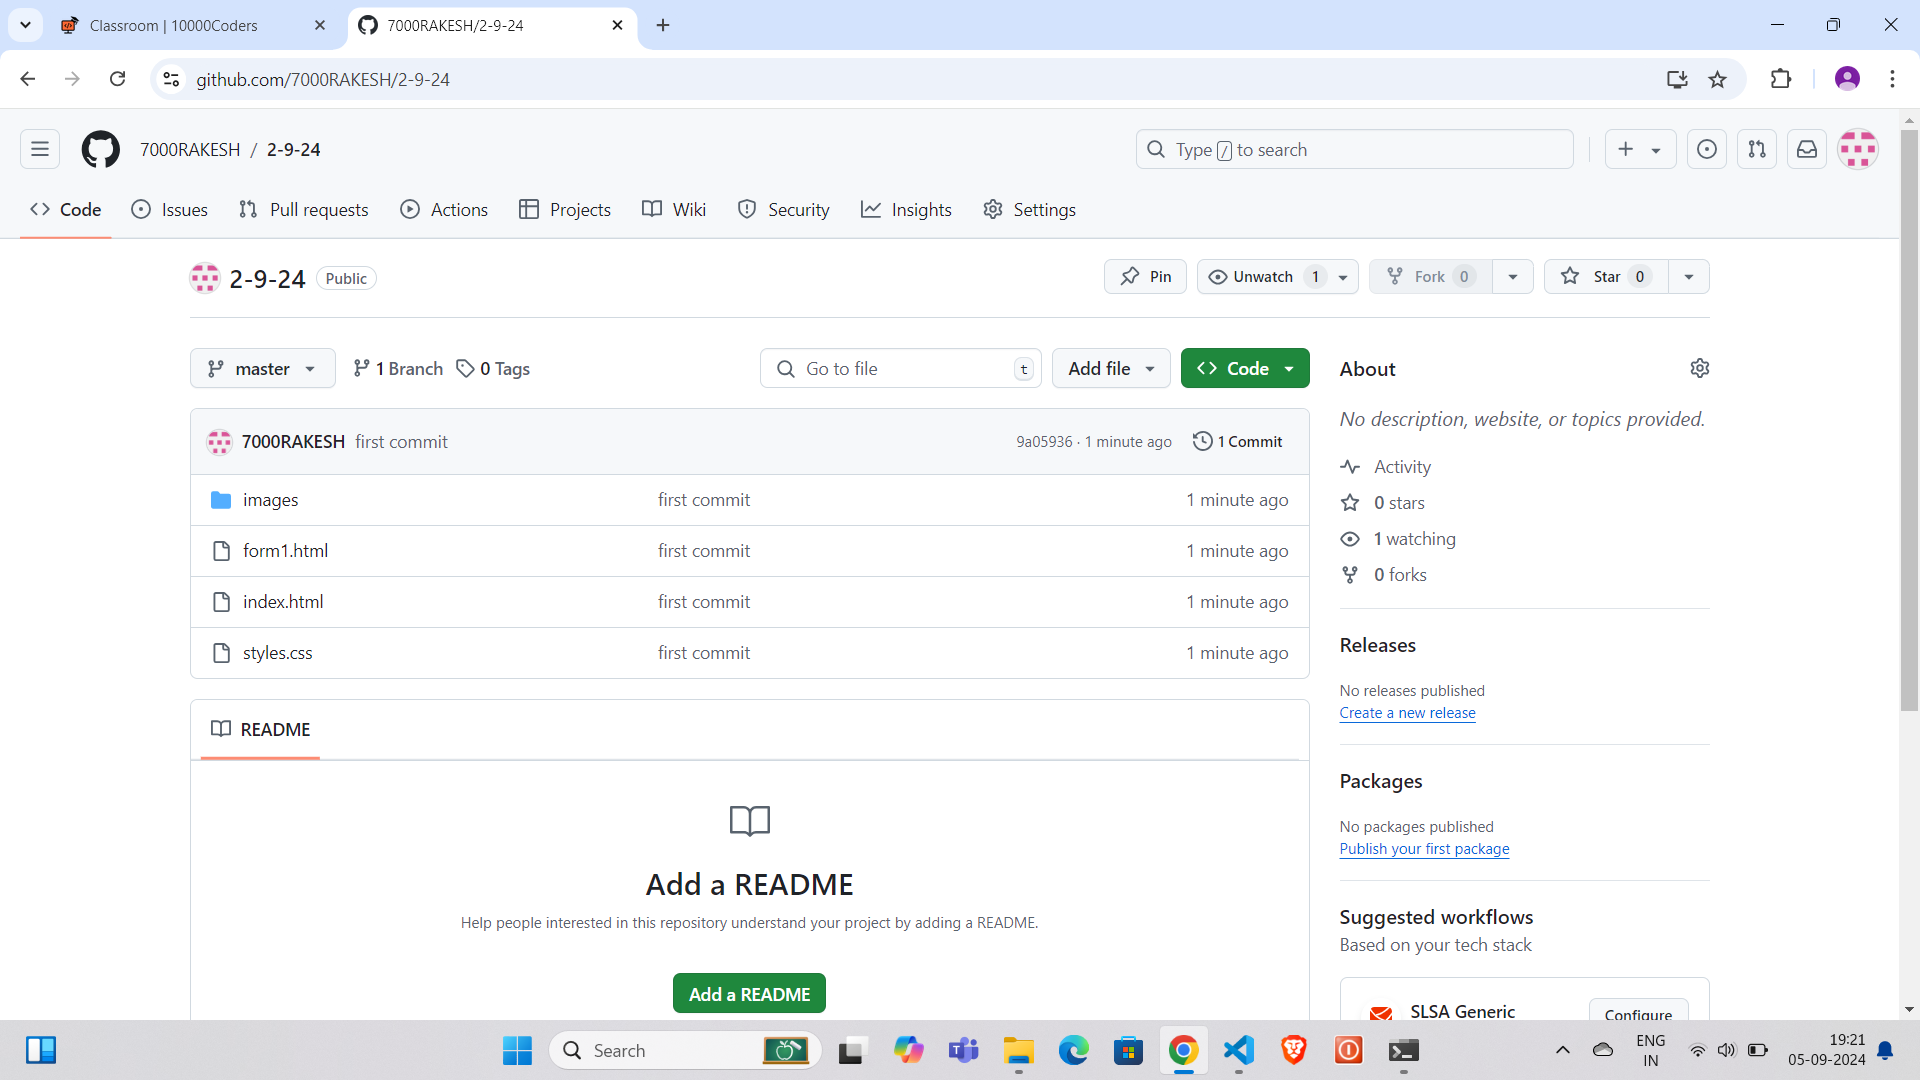 Classroom | 10000Coders
7000RAKESH/2-9-24
github.com/7000RAKESH/2-9-24
7000RAKESH / 2-9-24
Type / to search
Code
Issues
Pull requests
Actions
Projects
Wiki
Security
Insights
Settings
2-9-24
Public
Pin
Unwatch 1
Fork 0
Star 0
master
1 Branch
0 Tags
Go to file
t
Add file
Code
7000RAKESH first commit
9a05936 · 1 minute ago
1 Commit
images first commit 1 minute ago
form1.html first commit 1 minute ago
index.html first commit 1 minute ago
styles.css first commit 1 minute ago
README
Add a README
Help people interested in this repository understand your project by adding a README.
Add a README
About
No description, website, or topics provided.
Activity
0 stars
1 watching
0 forks
Releases
No releases published
Create a new release
Packages
No packages published
Publish your first package
Suggested workflows
Based on your tech stack
SLSA Generic
Configure
Search
ENG
IN
19:21
05-09-2024